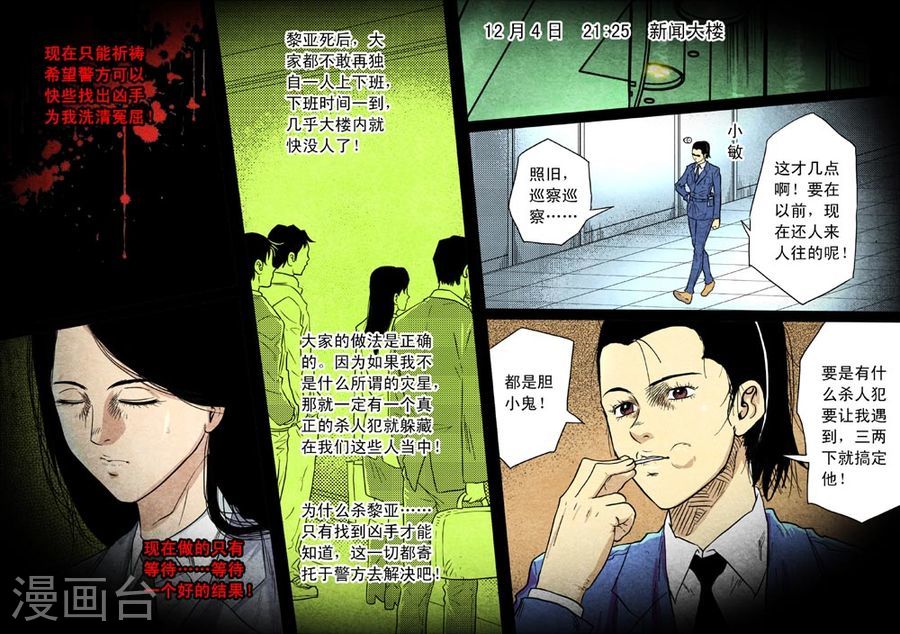 现在只能祈祷
希望警方可以
快些找出凶手
为我洗清冤屈！
黎亚死后，大
家都不敢再独
自一人上下班，
下班时间一到，
几乎大楼内就
快没人了！
大家的做法是正确
的。因为如果我不
是什么所谓的灾星，
那就一定有一个真
正的杀人犯就躲藏
在我们这些人当中！
为什么杀黎亚……
只有找到凶手才能
知道，这一切都寄
托于警方去解决吧！
现在做的只有
等待……等待
一个好的结果！
漫画台
12月4日 21:25 新闻大楼
小敏
照旧，
巡察巡
察……
这才几点
啊！要在
以前，现
在还人来
人往的呢！
都是胆
小鬼！
要是有什
么杀人犯
要让我遇
到，三两
下就搞定
他！